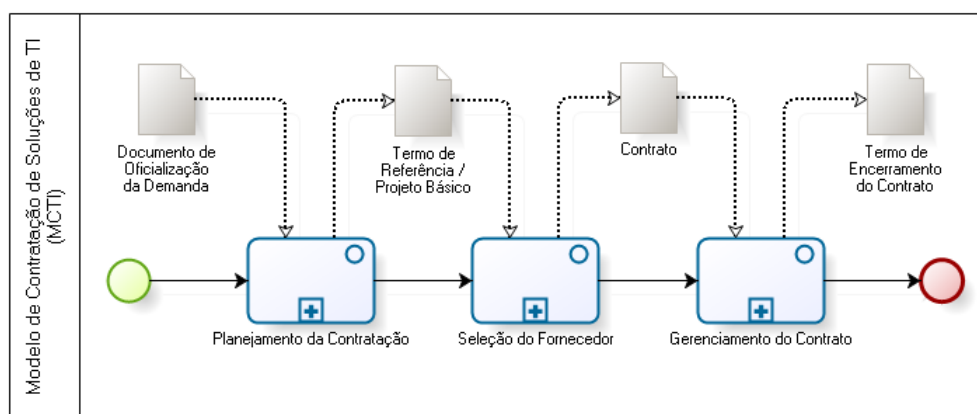 Modelo de Contratação de Soluções de TI
(MCTI)
Documento de
Oficialização
da Demanda
Termo de
Referência /
Projeto Básico
Contrato
Termo de
Encerramento
do Contrato
Planejamento da Contratação
Seleção do Fornecedor
Gerenciamento do Contrato